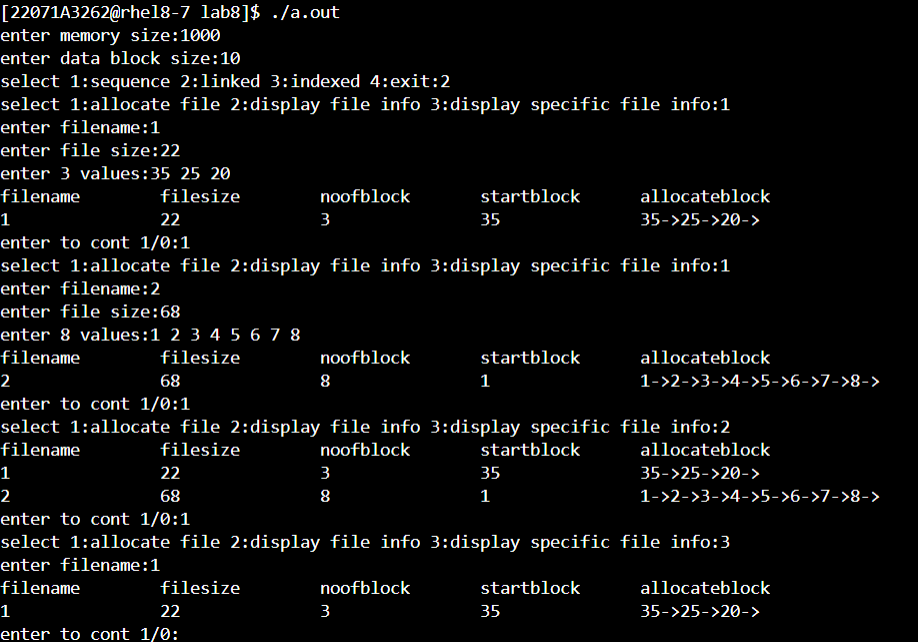 [22071A3262@rhel8-7 lab8]$ ./a.out
enter memory size:1000
enter data block size:10
select 1:sequence 2:linked 3:indexed 4:exit:2
select 1:allocate file 2:display file info 3:display specific file info:1
enter filename:1
enter file size:22
enter 3 values:35 25 20
filename        filesize        noofblock       startblock      allocateblock
1               22              3               35              35->25->20->
enter to cont 1/0:1
select 1:allocate file 2:display file info 3:display specific file info:1
enter filename:2
enter file size:68
enter 8 values:1 2 3 4 5 6 7 8
filename        filesize        noofblock       startblock      allocateblock
2               68              8               1               1->2->3->4->5->6->7->8->
enter to cont 1/0:1
select 1:allocate file 2:display file info 3:display specific file info:2
filename        filesize        noofblock       startblock      allocateblock
1               22              3               35              35->25->20->
2               68              8               1               1->2->3->4->5->6->7->8->
enter to cont 1/0:1
select 1:allocate file 2:display file info 3:display specific file info:3
enter filename:1
filename        filesize        noofblock       startblock      allocateblock
1               22              3               35              35->25->20->
enter to cont 1/0: